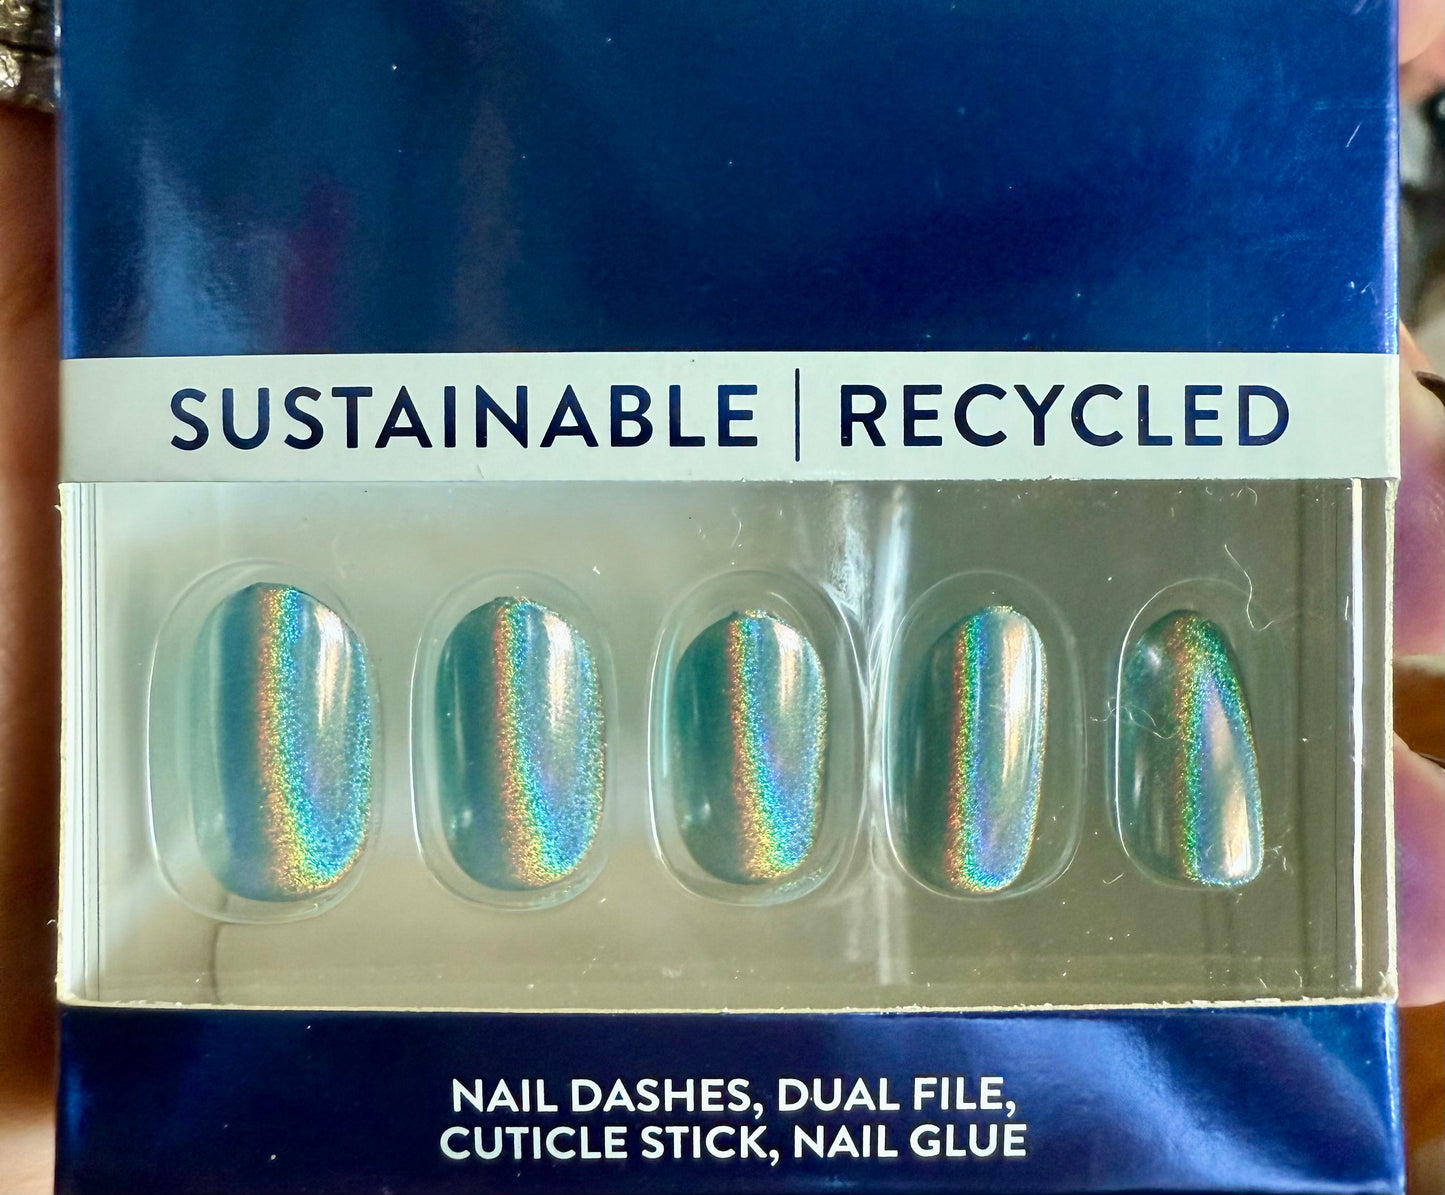 SUSTAINABLE | RECYCLED
NAIL DASHES, DUAL FILE,
CUTICLE STICK, NAIL GLUE